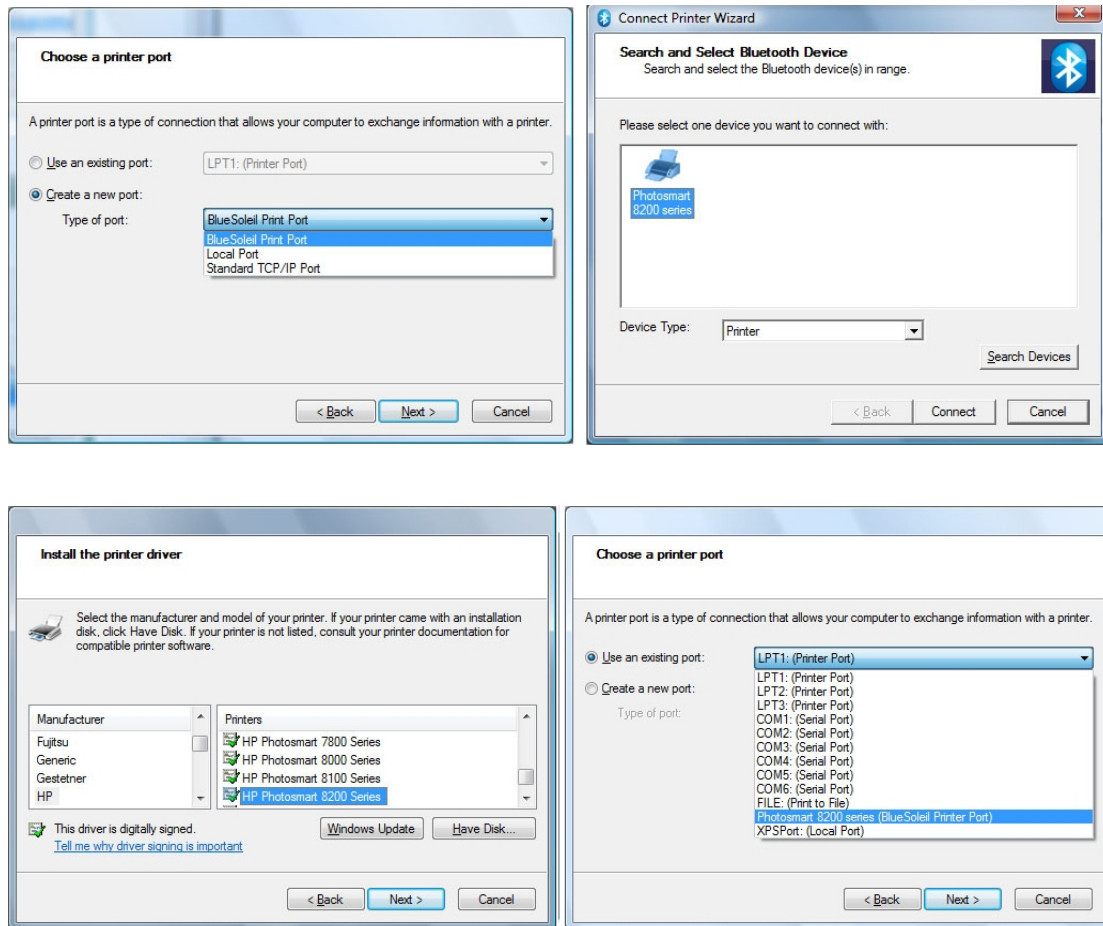 Choose a printer port
A printer port is a type of connection that allows your computer to exchange information with a printer.
Use an existing port:
LPT1: (Printer Port)
Create a new port:
Type of port:
BlueSoleil Print Port
BlueSoleil Print Port
Local Port
Standard TCP/IP Port
< Back
Next >
Cancel
Connect Printer Wizard
Search and Select Bluetooth Device
Search and select the Bluetooth device(s) in range.
Please select one device you want to connect with:
Photosmart
8200 series
Device Type:
Printer
Search Devices
< Back
Connect
Cancel
Install the printer driver
Select the manufacturer and model of your printer. If your printer came with an installation
disk, click Have Disk. If your printer is not listed, consult your printer documentation for
compatible printer software.
Manufacturer
Fujitsu
Generic
Gestetner
HP
Printers
HP Photosmart 7800 Series
HP Photosmart 8000 Series
HP Photosmart 8100 Series
HP Photosmart 8200 Series
This driver is digitally signed.
Tell me why driver signing is important
Windows Update
Have Disk...
< Back
Next >
Cancel
Choose a printer port
A printer port is a type of connection that allows your computer to exchange information with a printer.
Use an existing port:
LPT1: (Printer Port)
LPT1: (Printer Port)
LPT2: (Printer Port)
LPT3: (Printer Port)
COM1: (Serial Port)
COM2: (Serial Port)
COM3: (Serial Port)
COM4: (Serial Port)
COM5: (Serial Port)
COM6: (Serial Port)
FILE: (Print to File)
Photosmart 8200 series (BlueSoleil Printer Port)
XPSPort: (Local Port)
Create a new port:
Type of port:
< Back
Next >
Cancel